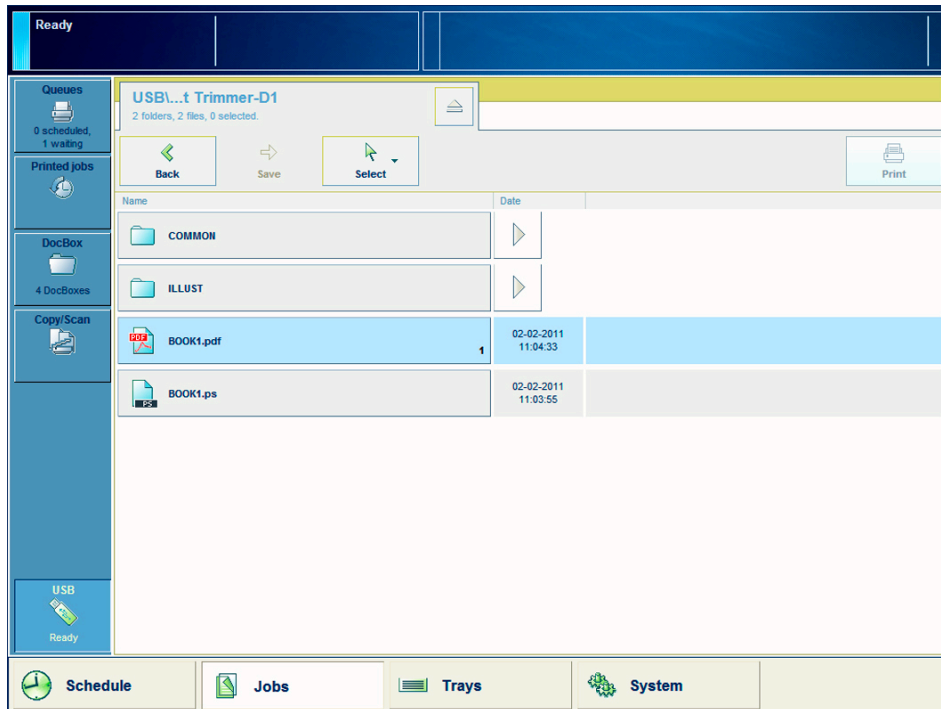 Ready
Queues
0 scheduled,
1 waiting
Printed jobs
DocBox
4 DocBoxes
Copy/Scan
USB
Ready
USB\...t Trimmer-D1
2 folders, 2 files, 0 selected.
Back
Save
Select
Print
Name
Date
COMMON
ILLUST
PDF
BOOK1.pdf
1
02-02-2011
11:04:33
PS
BOOK1.ps
02-02-2011
11:03:55
Schedule
Jobs
Trays
System